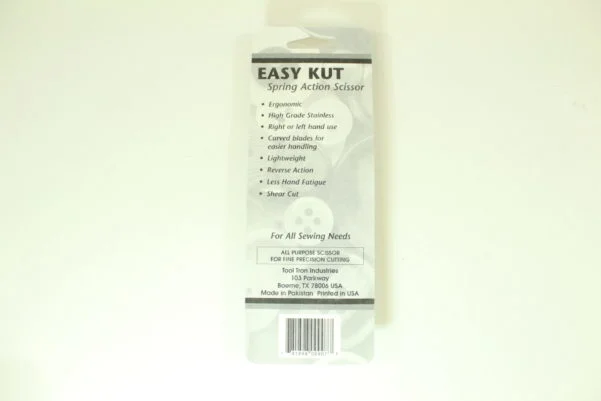 EASY KUT
Spring Action Scissor
• Ergonomic
• High Grade Stainless
• Right or left hand use
• Curved blades for
easier handling
• Lightweight
• Reverse Action
• Less Hand Fatigue
• Shear Cut
For All Sewing Needs
ALL PURPOSE SCISSOR
FOR FINE PRECISION CUTTING
Tool Tron Industries
103 Parkway
Boerne, TX 78006 USA
Made in Pakistan Printed in USA